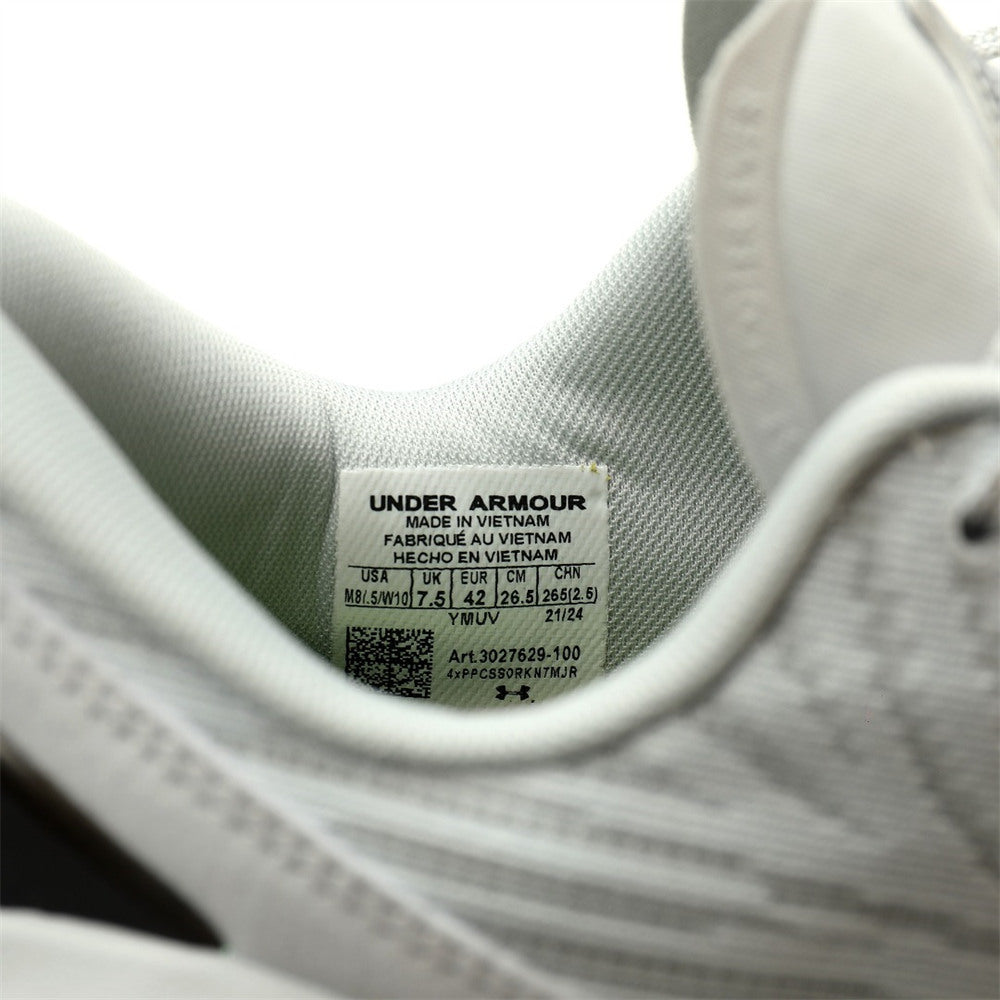 UNDER ARMOUR
MADE IN VIETNAM
FABRIQUÉ AU VIETNAM
HECHO EN VIETNAM
USA UK EUR CM CHN
M8(.5/W10 7.5 42 26.5 265(2.5)
YMUV 21/24
Art.3027629-100
4xPPCSS0RKN7MJR